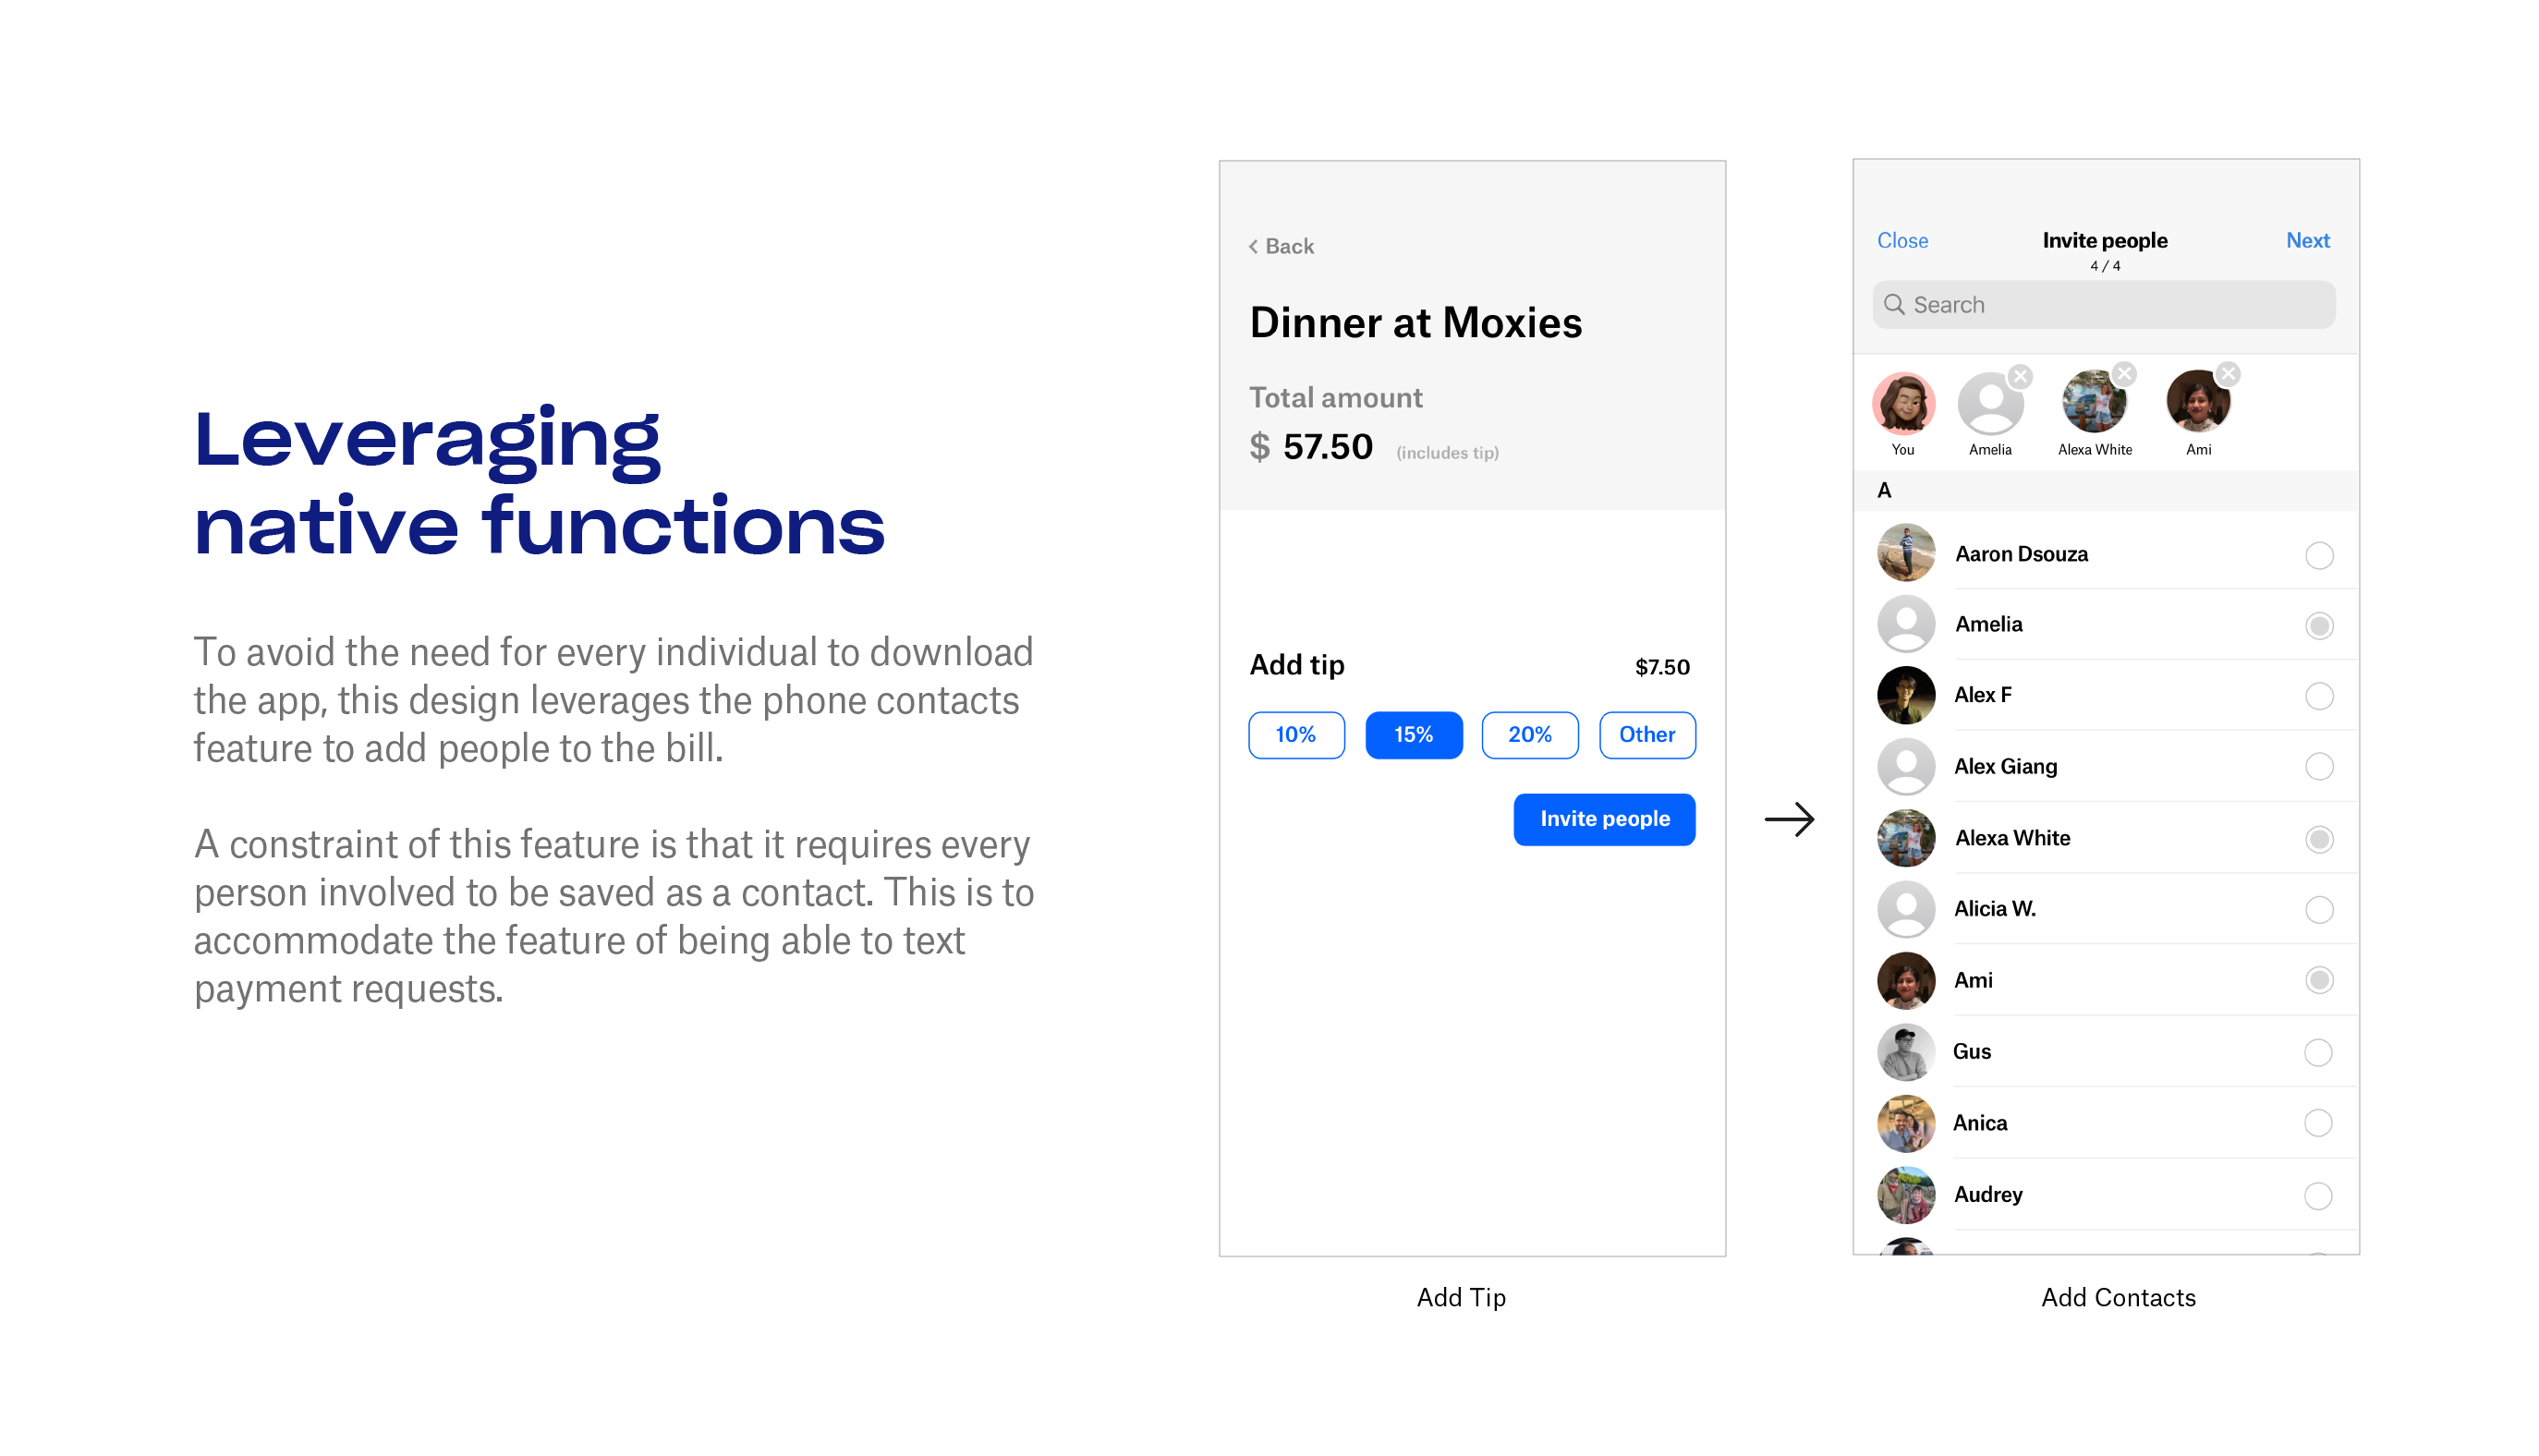 Leveraging
native functions
To avoid the need for every individual to download
the app, this design leverages the phone contacts
feature to add people to the bill.
A constraint of this feature is that it requires every
person involved to be saved as a contact. This is to
accommodate the feature of being able to text
payment requests.
Back
Dinner at Moxies
Total amount
$ 57.50 (includes tip)
Add tip $7.50
10% 15% 20% Other
Invite people
Add Tip
Close Invite people Next
4 / 4
Search
You Amelia Alexa White Ami
A
Aaron Dsouza
Amelia
Alex F
Alex Giang
Alexa White
Alicia W.
Ami
Gus
Anica
Audrey
Add Contacts